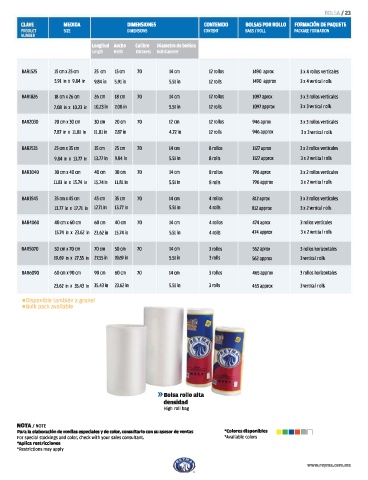 BOLSA / 23
CLAVE MEDIDA DIMENSIONES CONTENIDO BOLSAS POR ROLLO FORMACIÓN DE PAQUETE
PRODUCT NUMBER SIZE DIMENSIONS CONTENT BAGS / ROLL PACKAGE FORMATION
Longitud Ancho Calibre Diámetro de bobina
BAR1525 15 cm x 25 cm 25 cm 15 cm 70 14 cm 12 rollos 1490 aprox 3 x 4 rollos verticales
5.91 in x 9.84 in 9.84 in 5.91 in 5.51 in 12 rolls 1490 approx 3 x 4 vertical rolls
BAR1826 18 cm x 26 cm 26 cm 18 cm 70 14 cm 12 rollos 1097 aprox 3 x 3 rollos verticales
7.08 in x 10.23 in 10.23 in 7.08 in 5.51 in 12 rolls 1097 approx 3 x 3 vertical rolls
BAR2030 20 cm x 30 cm 30 cm 20 cm 70 12 cm 12 rollos 946 aprox 3 x 3 rollos verticales
7.87 in x 11.81 in 11.81 in 7.87 in 4.72 in 12 rolls 946 approx 3 x 3 vertical rolls
BAR2535 25 cm x 35 cm 35 cm 25 cm 70 14 cm 8 rollos 1027 aprox 3 x 2 rollos verticales
9.84 in x 13.77 in 13.77 in 9.84 in 5.51 in 8 rolls 1027 approx 3 x 2 vertical rolls
BAR3040 30 cm x 40 cm 40 cm 30 cm 70 14 cm 8 rollos 796 aprox 3 x 2 rollos verticales
11.81 in x 15.74 in 15.74 in 11.81 in 5.51 in 8 rolls 796 approx 3 x 2 vertical rolls
BAR3545 35 cm x 45 cm 45 cm 35 cm 70 14 cm 4 rollos 812 aprox 3 x 2 rollos verticales
13.77 in x 17.71 in 17.71 in 13.77 in 5.51 in 4 rolls 812 approx 3 x 2 vertical rolls
BAR4060 40 cm x 60 cm 60 cm 40 cm 70 14 cm 4 rollos 474 aprox 3 rollos verticales
15.74 in x 23.62 in 23.62 in 15.74 in 5.51 in 4 rolls 474 approx 3 x 2 vertical rolls
BAR5070 50 cm x 70 cm 70 cm 50 cm 70 14 cm 3 rollos 562 aprox 3 rollos horizontales
19.69 in x 27.55 in 27.55 in 19.69 in 5.51 in 3 rolls 562 approx 3 vertical rolls
BAR6090 60 cm x 90 cm 90 cm 60 cm 70 14 cm 3 rollos 465 aprox 3 rollos horizontales
23.62 in x 35.43 in 35.43 in 23.62 in 5.51 in 3 rolls 465 approx 3 vertical rolls
Disponible también a granel
Bulk pack available
REYMA
Bolsa rollo alta
densidad
High roll bag
NOTA / NOTE
Para la elaboración de medidas especiales y de color, consultarlo con su asesor de ventas
For special stockings and color, check with your sales consultant.
*Aplica restricciones
*Restrictions may apply
*Colores disponibles
*Available colors
REYMA
www.reyma.com.mx